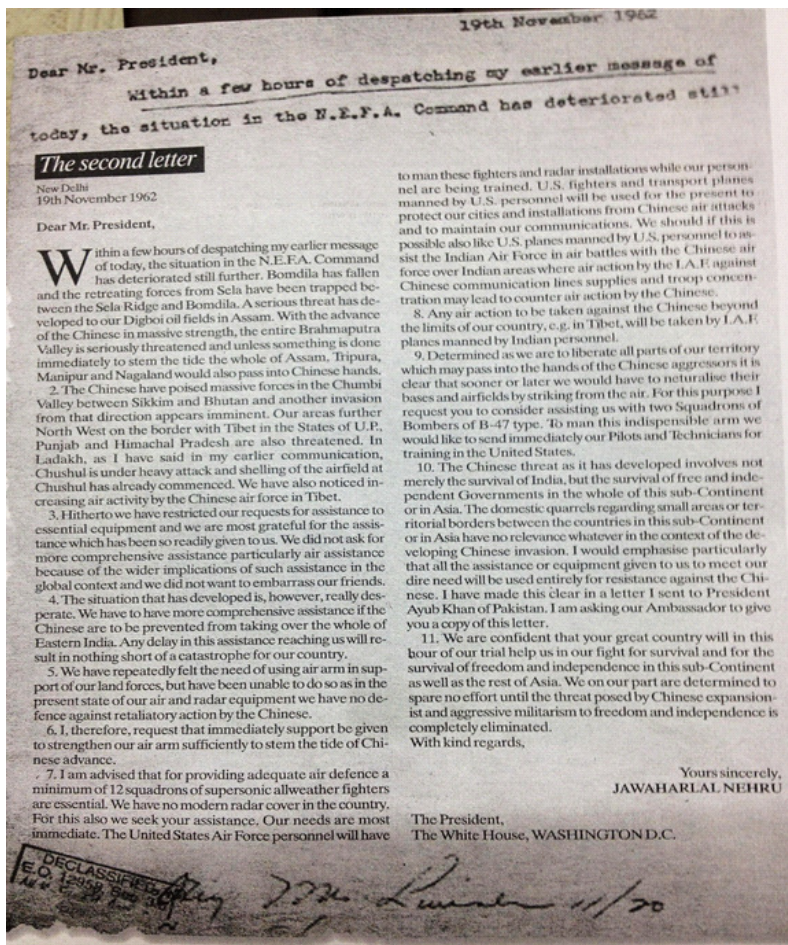 19th November 1962
Dear Mr. President,
Within a few hours of despatching my earlier message of
today, the situation in the N.E.F.A. Command has deteriorated still
The second letter
New Delhi
19th November 1962
Dear Mr. President,
Within a few hours of despatching my earlier message
of today, the situation in the N.E.F.A. Command
has deteriorated still further. Bomdila has fallen
and the retreating forces from Sela have been trapped be-
tween the Sela Ridge and Bomdila. A serious threat has de-
veloped to our Digboi oil fields in Assam. With the advance
of the Chinese in massive strength, the entire Brahmaputra
Valley is seriously threatened and unless something is done
immediately to stem the tide the whole of Assam, Tripura,
Manipur and Nagaland would also pass into Chinese hands.
2. The Chinese have poised massive forces in the Chumbi
Valley between Sikkim and Bhutan and another invasion
from that direction appears imminent. Our areas further
North West on the border with Tibet in the States of U.P.,
Punjab and Himachal Pradesh are also threatened. In
Ladakh, as I have said in my earlier communication,
Chushul is under heavy attack and shelling of the airfield at
Chushul has already commenced. We have also noticed in-
creasing air activity by the Chinese air force in Tibet.
3. Hitherto we have restricted our requests for assistance to
essential equipment and we are most grateful for the assis-
tance which has been so readily given to us. We did not ask for
more comprehensive assistance particularly air assistance
because of the wider implications of such assistance in the
global context and we did not want to embarrass our friends.
4. The situation that has developed is, however, really des-
perate. We have to have more comprehensive assistance if the
Chinese are to be prevented from taking over the whole of
Eastern India. Any delay in this assistance reaching us will re-
sult in nothing short of a catastrophe for our country.
5. We have repeatedly felt the need of using air arm in sup-
port of our land forces, but have been unable to do so as in the
present state of our air and radar equipment we have no de-
fence against retaliatory action by the Chinese.
6. I, therefore, request that immediately support be given
to strengthen our air arm sufficiently to stem the tide of Chi-
nese advance.
7. I am advised that for providing adequate air defence a
minimum of 12 squadrons of supersonic allweather fighters
are essential. We have no modern radar cover in the country.
For this also we seek your assistance. Our needs are most
immediate. The United States Air Force personnel will have
to man these fighters and radar installations while our person-
nel are being trained. U.S. fighters and transport planes
manned by U.S. personnel will be used for the present to
protect our cities and installations from Chinese air attacks
and to maintain our communications. We should if this is
possible also like U.S. planes manned by U.S. personnel to as-
sist the Indian Air Force in air battles with the Chinese air
force over Indian areas where air action by the I.A.F. against
Chinese communication lines supplies and troop concen-
tration may lead to counter air action by the Chinese.
8. Any air action to be taken against the Chinese beyond
the limits of our country, e.g. in Tibet, will be taken by I.A.F.
planes manned by Indian personnel.
9. Determined as we are to liberate all parts of our territory
which may pass into the hands of the Chinese aggressors it is
clear that sooner or later we would have to neturalise their
bases and airfields by striking from the air. For this purpose I
request you to consider assisting us with two Squadrons of
Bombers of B-47 type. To man this indispensible arm we
would like to send immediately our Pilots and Technicians for
training in the United States.
10. The Chinese threat as it has developed involves not
merely the survival of India, but the survival of free and inde-
pendent Governments in the whole of this sub-Continent
or in Asia. The domestic quarrels regarding small areas or ter-
ritorial borders between the countries in this sub-Continent
or in Asia have no relevance whatever in the context of the de-
veloping Chinese invasion. I would emphasise particularly
that all the assistance or equipment given to us to meet our
dire need will be used entirely for resistance against the Chi-
nese. I have made this clear in a letter I sent to President
Ayub Khan of Pakistan. I am asking our Ambassador to give
you a copy of this letter.
11. We are confident that your great country will in this
hour of our trial help us in our fight for survival and for the
survival of freedom and independence in this sub-Continent
as well as the rest of Asia. We on our part are determined to
spare no effort until the threat posed by Chinese expansion-
ist and aggressive militarism to freedom and independence is
completely eliminated.
With kind regards,
Yours sincerely,
JAWAHARLAL NEHRU
The President,
The White House, WASHINGTON D.C.
DECLASSIFIED
E.O. 12958,
11/20